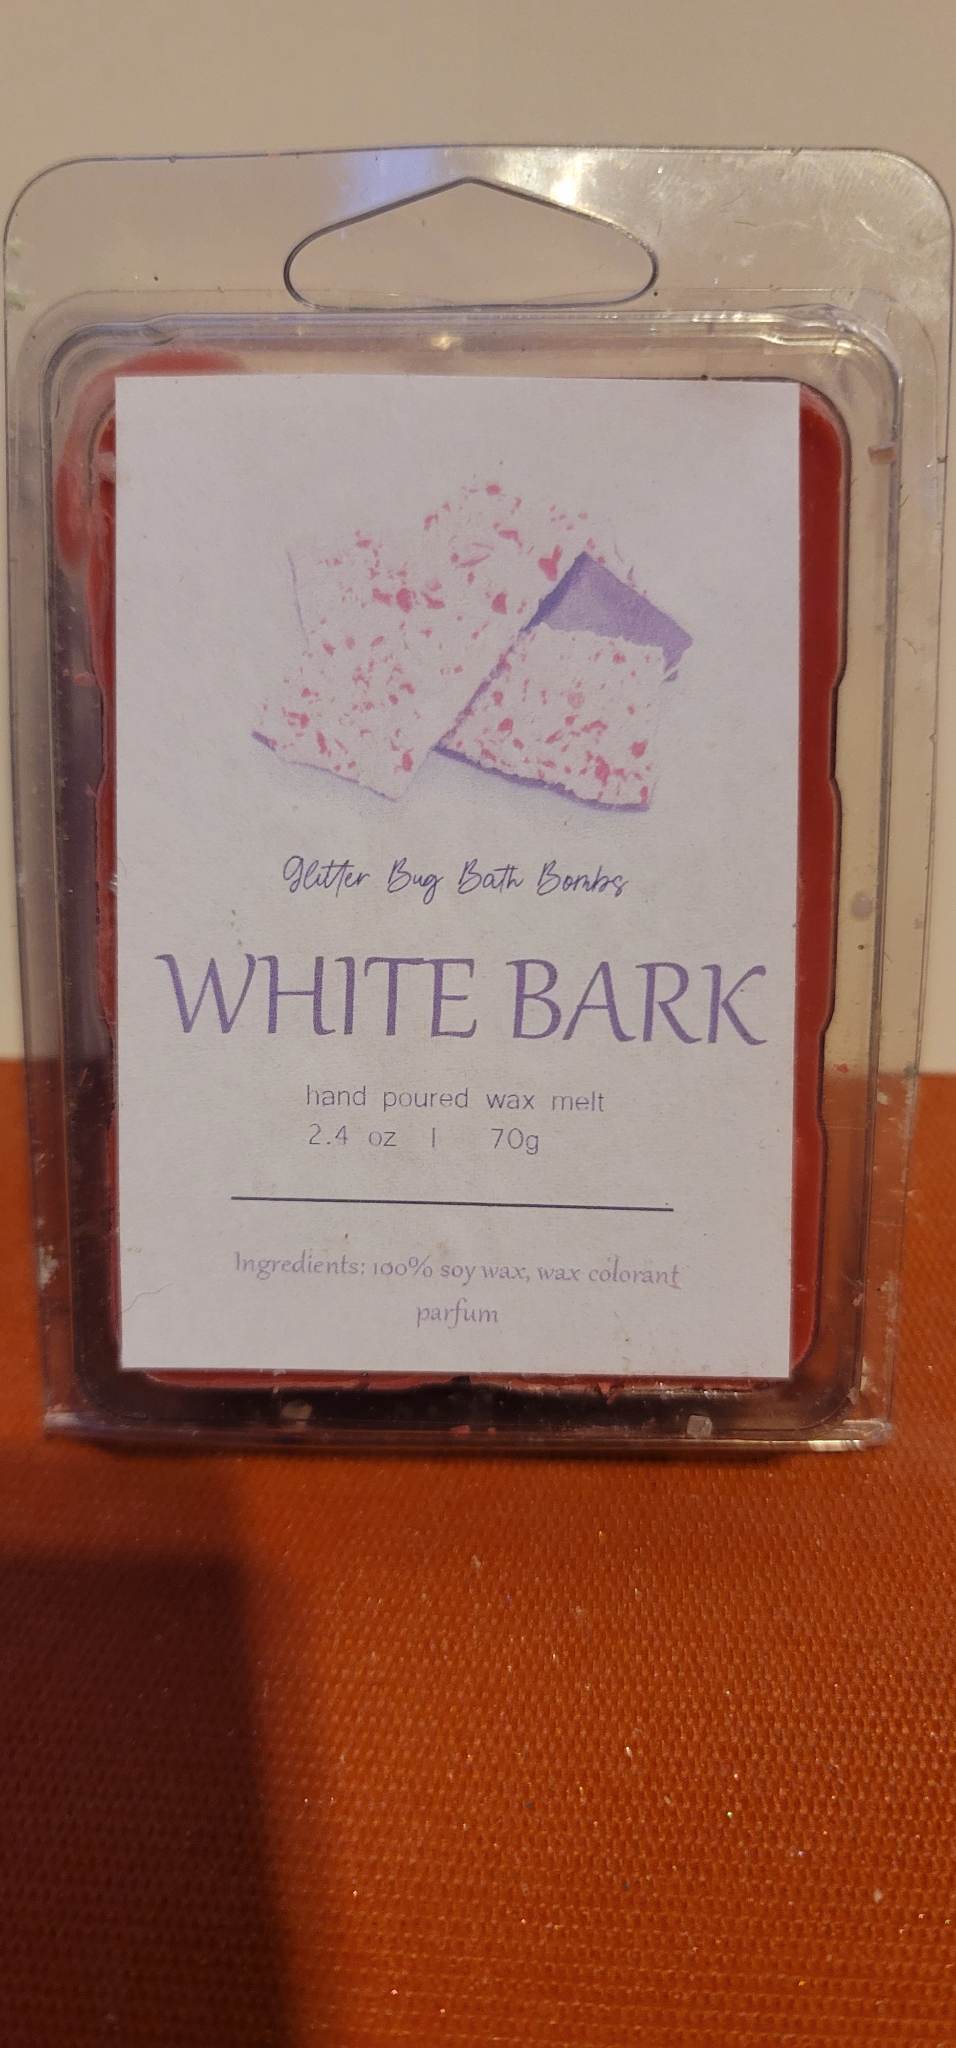 Glitter Bug Bath Bombs
WHITE BARK
hand poured wax melt
2.4 oz | 70g
Ingredients: 100% soy wax, wax colorant
parfum